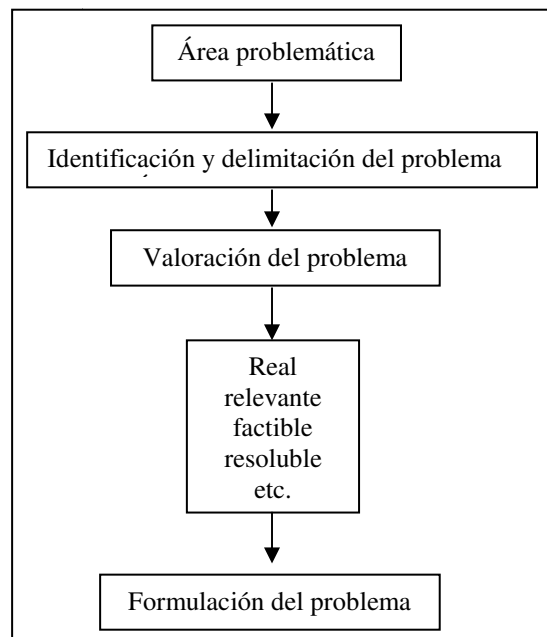 Área problemática
Identificación y delimitación del problema
Valoración del problema
Real
relevante
factible
resoluble
etc.
Formulación del problema